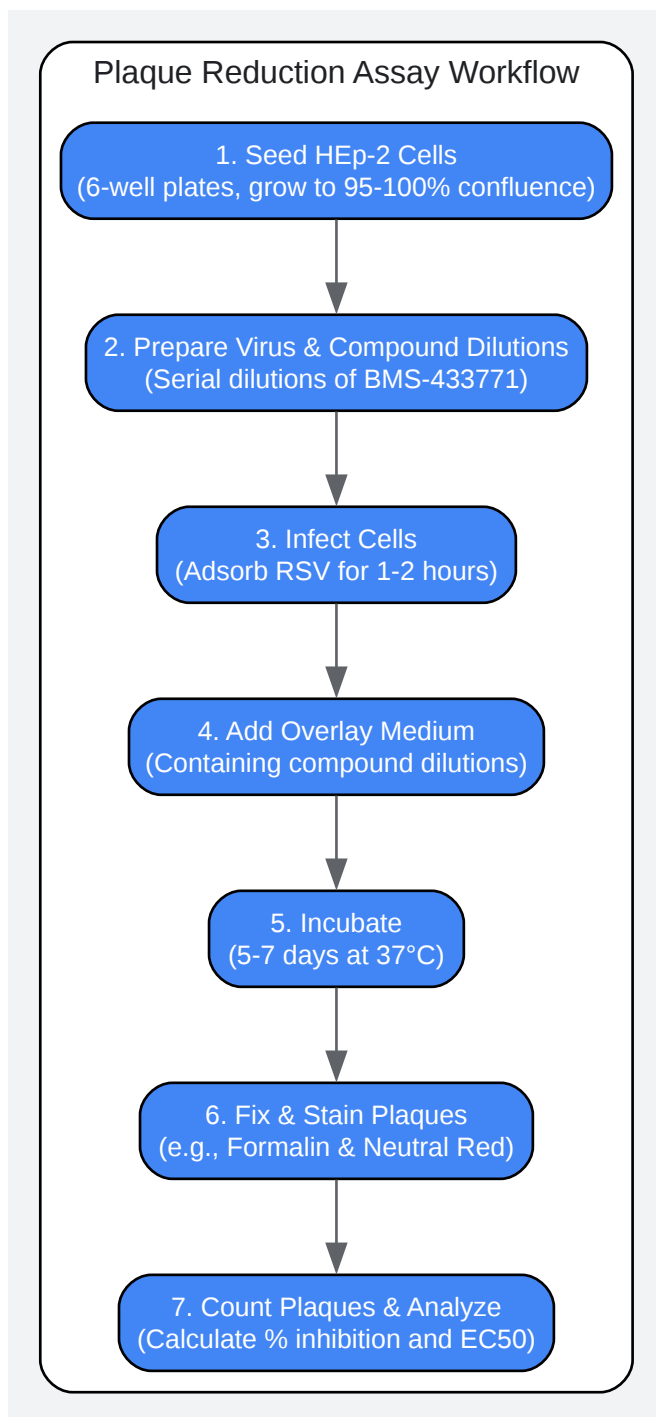 Plaque Reduction Assay Workflow
1. Seed HEp-2 Cells
(6-well plates, grow to 95-100% confluence)
2. Prepare Virus & Compound Dilutions
(Serial dilutions of BMS-433771)
3. Infect Cells
(Adsorb RSV for 1-2 hours)
4. Add Overlay Medium
(Containing compound dilutions)
5. Incubate
(5-7 days at 37°C)
6. Fix & Stain Plaques
(e.g., Formalin & Neutral Red)
7. Count Plaques & Analyze
(Calculate % inhibition and EC50)